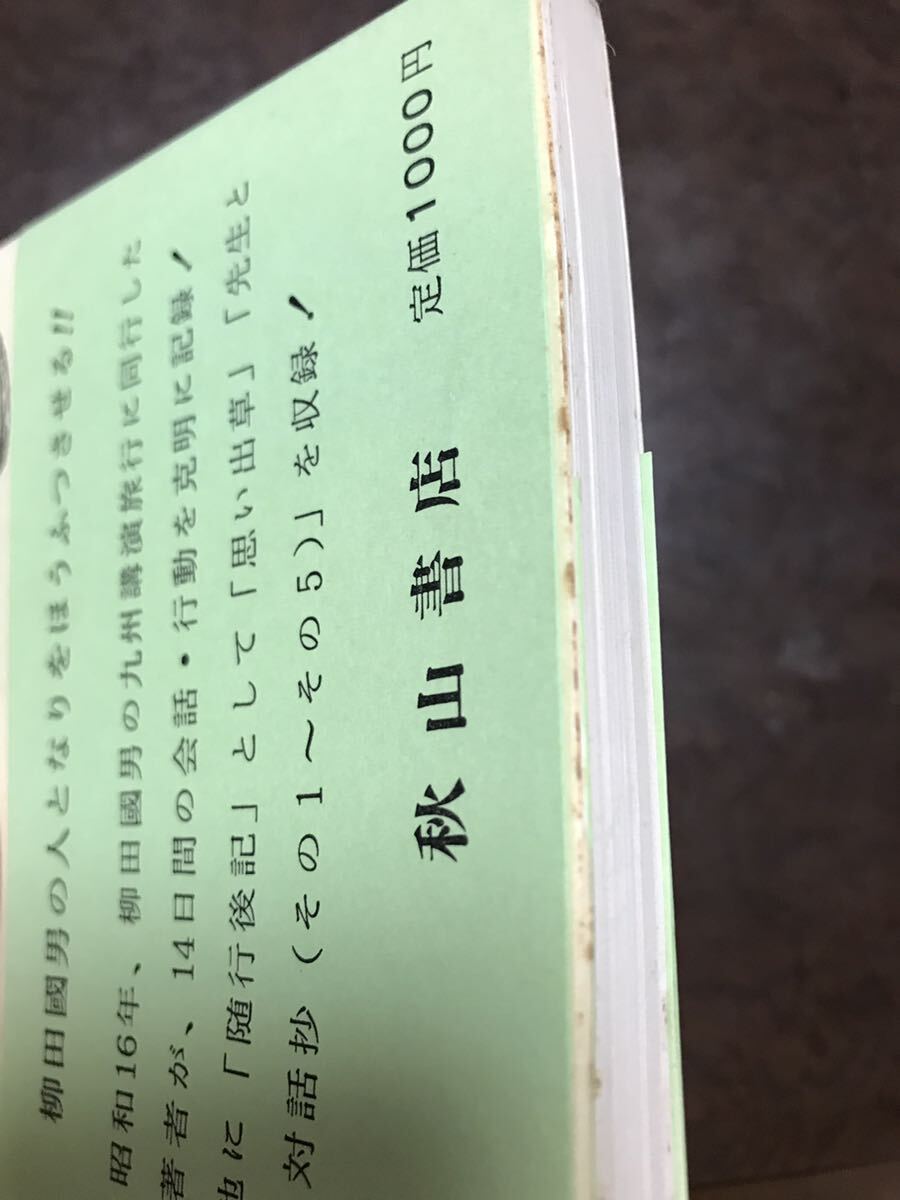 柳田國男の人となりをほうふつさせる!!
昭和16年、柳田國男の九州講演旅行に同行した
著者が、14日間の会話・行動を克明に記録!
他に「随行後記」として「思い出草」「先生と
対話抄(その1〜その5)」を収録!
秋山書店 定価1000円